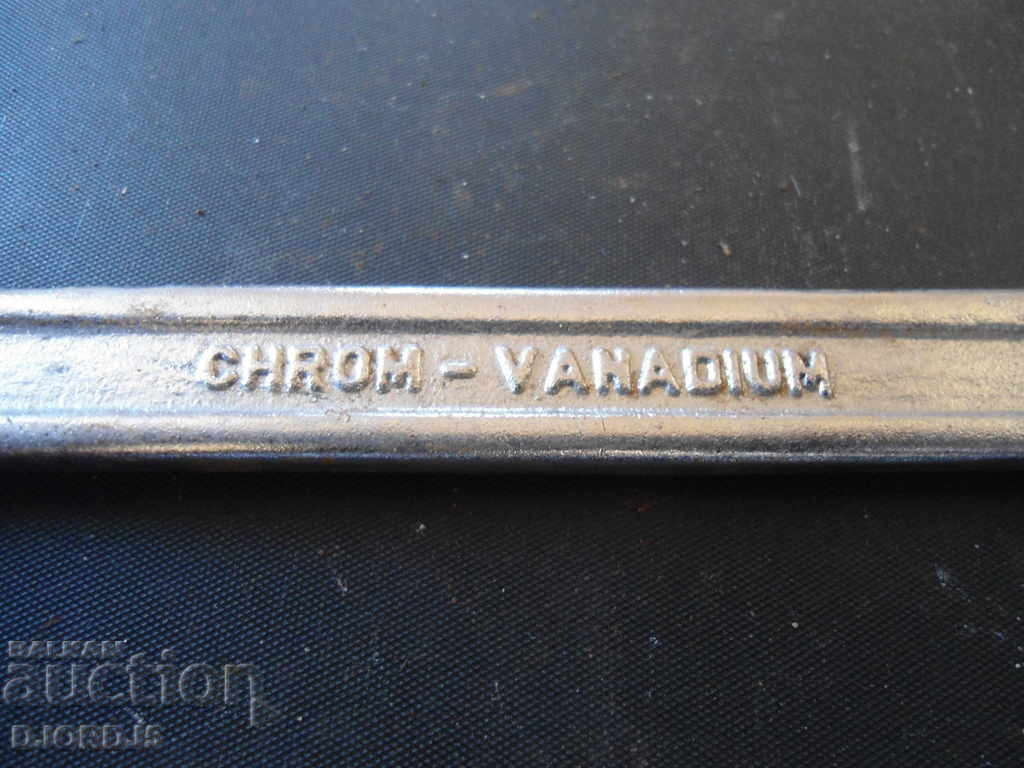 CHROM - VANADIUM
BALKAN
auction
DJORDJS